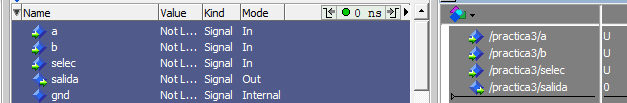 Name Value Kind Mode 0 ns
a Not L... Signal In
b Not L... Signal In
selec Not L... Signal In
salida Not L... Signal Out
gnd Not L... Signal Internal
/practica3/a U
/practica3/b U
/practica3/selec U
/practica3/salida 0